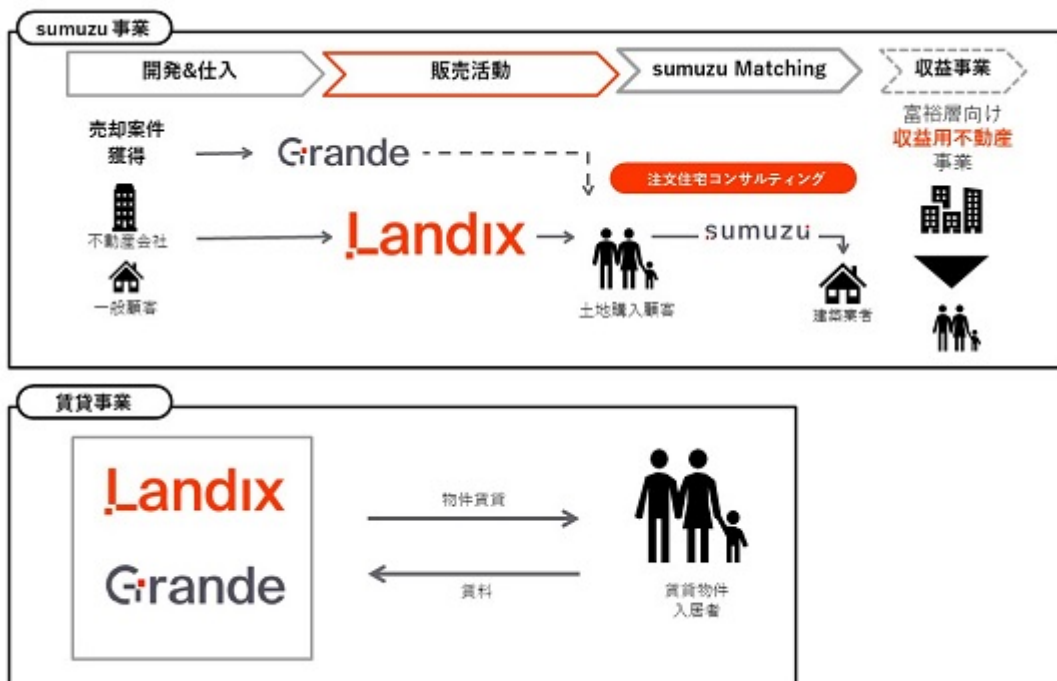 sumuzu 事業
開発&仕入
販売活動
sumuzu Matching
収益事業
売却案件
獲得
Grande
富裕層向け
収益用不動産
事業
注文住宅コンサルティング
不動産会社
Landix
sumuzu
一般顧客
土地購入顧客
建築業者
賃貸事業
Landix
物件賃貸
Grande
賃料
賃貸物件
入居者